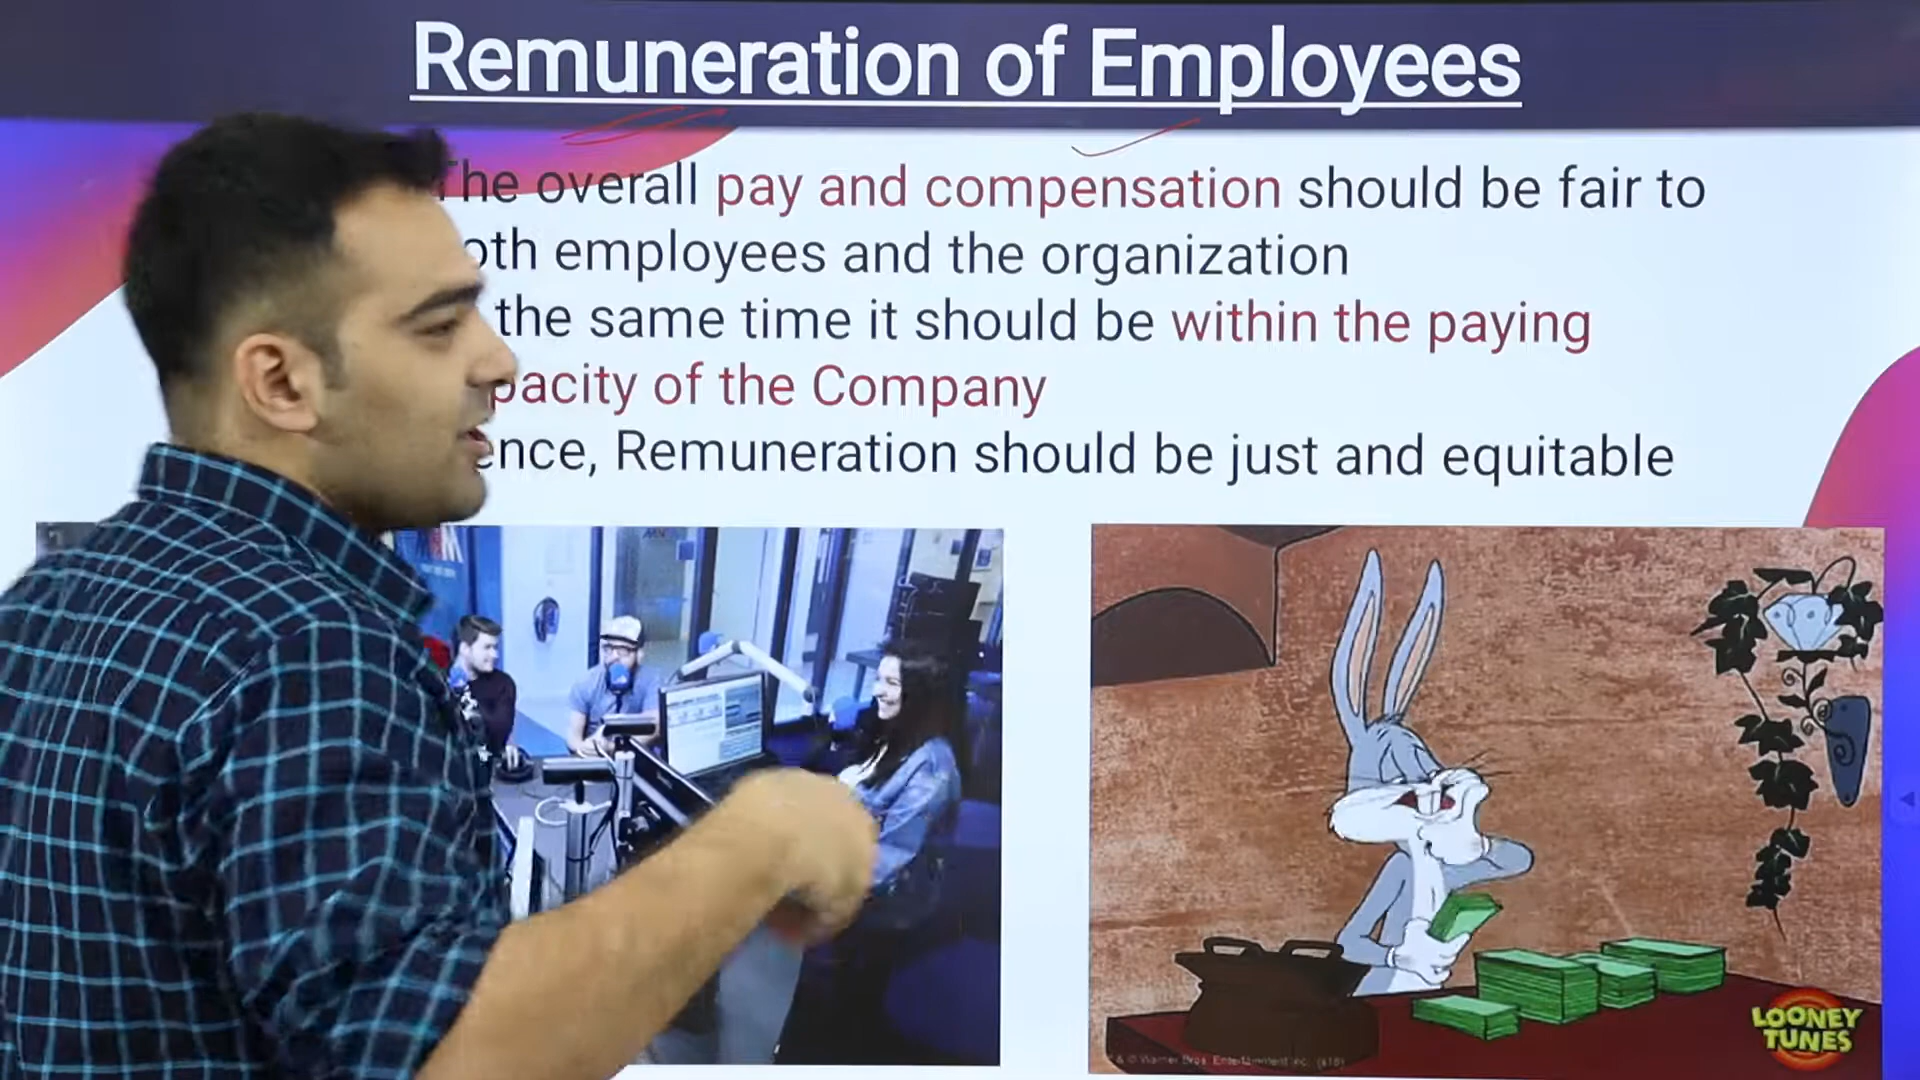 Remuneration of Employees
The overall pay and compensation should be fair to
oth employees and the organization
the same time it should be within the paying
pacity of the Company
ence, Remuneration should be just and equitable
LOONEY
TUNES